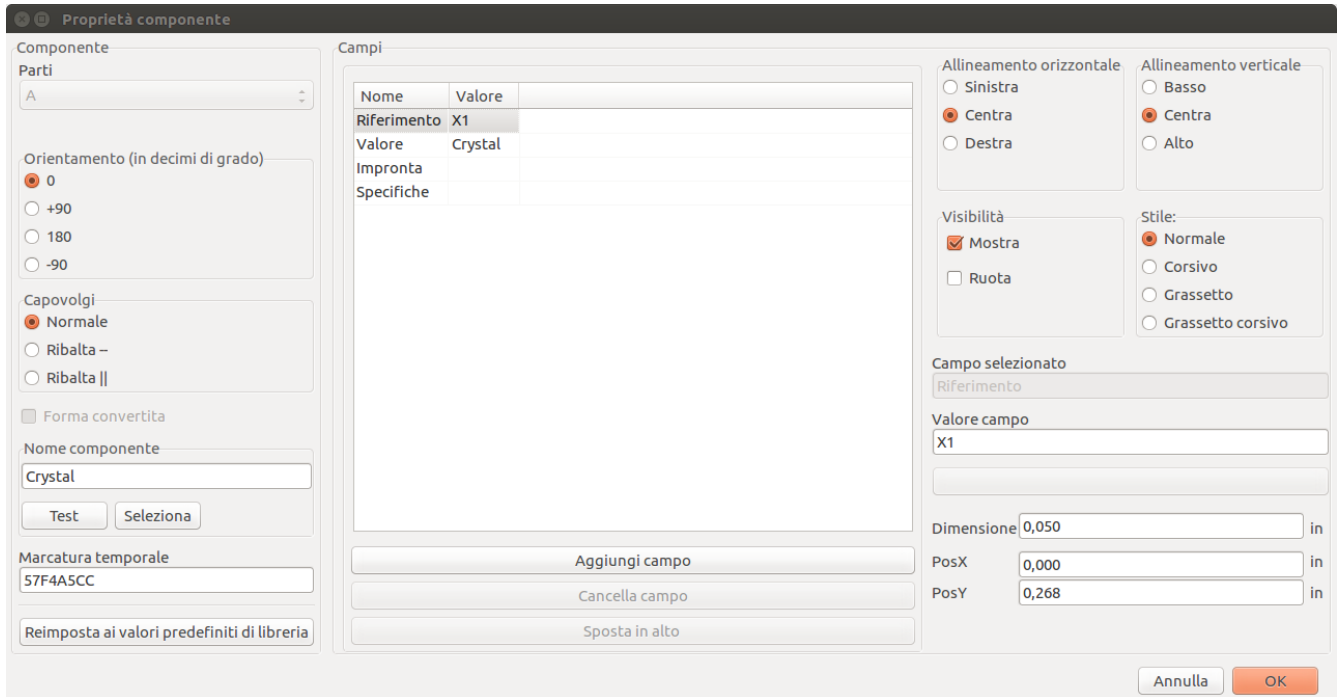 Proprietà componente
Componente
Parti
A
Orientamento (in decimi di grado)
0
+90
180
-90
Capovolgi
Normale
Ribalta --
Ribalta ||
Forma convertita
Nome componente
Crystal
Test Seleziona
Marcatura temporale
57F4A5CC
Reimposta ai valori predefiniti di libreria
Campi
Nome Valore
Riferimento X1
Valore Crystal
Impronta
Specifiche
Aggiungi campo
Cancella campo
Sposta in alto
Allineamento orizzontale
Sinistra
Centra
Destra
Allineamento verticale
Basso
Centra
Alto
Visibilità
Mostra
Ruota
Stile:
Normale
Corsivo
Grassetto
Grassetto corsivo
Campo selezionato
Riferimento
Valore campo
X1
Dimensione 0,050 in
PosX 0,000 in
PosY 0,268 in
Annulla OK